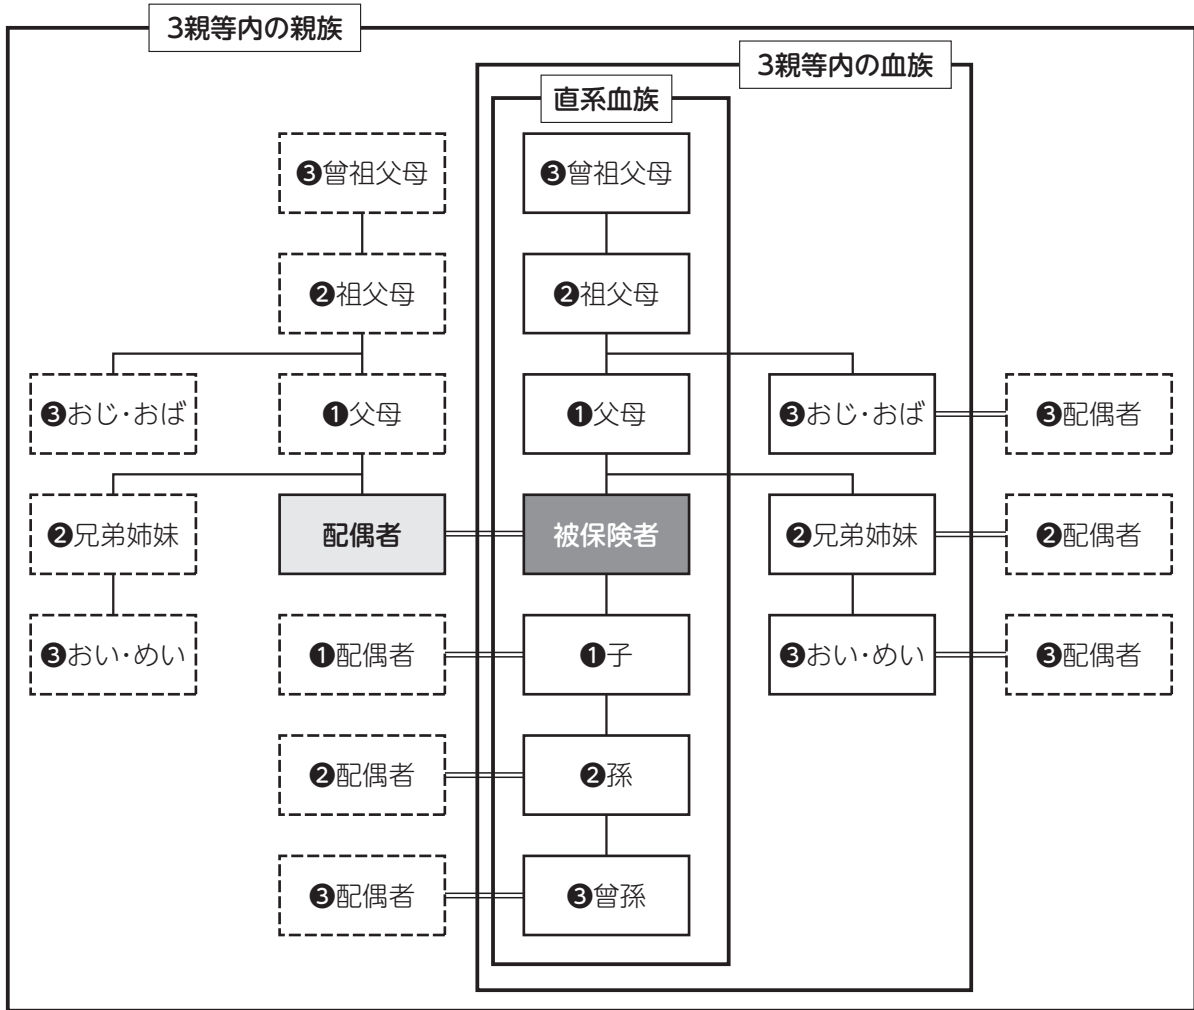 3親等内の親族
3親等内の血族
直系血族
❸曾祖父母 ❸曾祖父母
❷祖父母 ❷祖父母
❸おじ・おば ❶父母 ❶父母 ❸おじ・おば ❸配偶者
❷兄弟姉妹 配偶者 被保険者 ❷兄弟姉妹 ❷配偶者
❸おい・めい ❶配偶者 ❶子 ❸おい・めい ❸配偶者
❷配偶者 ❷孫
❸配偶者 ❸曾孫